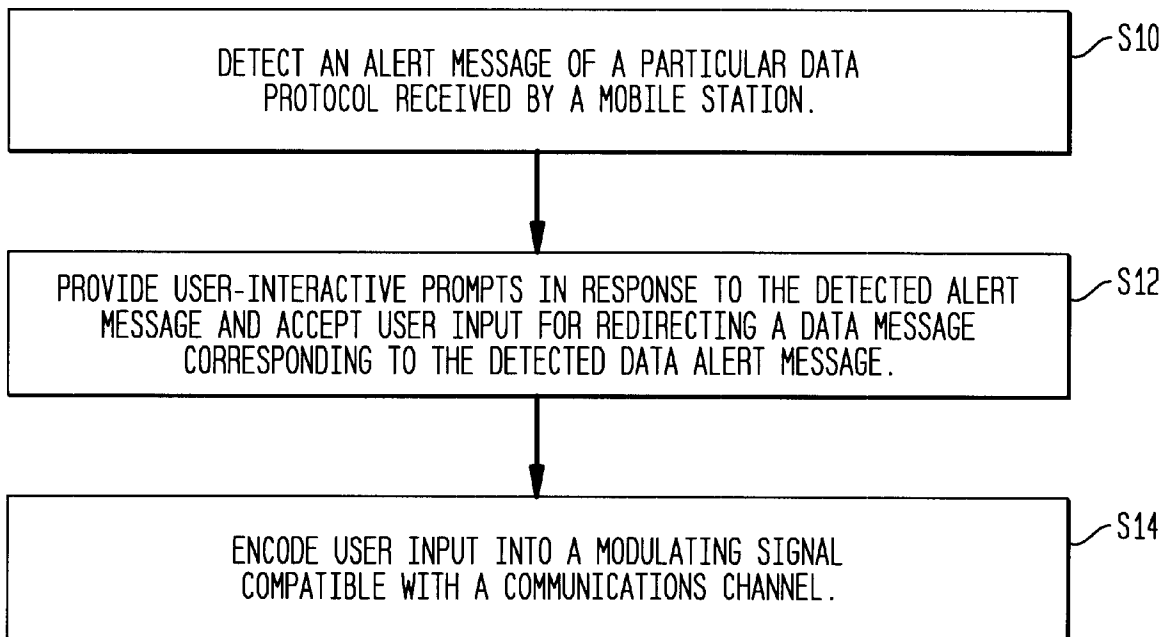 DETECT AN ALERT MESSAGE OF A PARTICULAR DATA
PROTOCOL RECEIVED BY A MOBILE STATION.
S10
PROVIDE USER-INTERACTIVE PROMPTS IN RESPONSE TO THE DETECTED ALERT
MESSAGE AND ACCEPT USER INPUT FOR REDIRECTING A DATA MESSAGE
CORRESPONDING TO THE DETECTED DATA ALERT MESSAGE.
S12
ENCODE USER INPUT INTO A MODULATING SIGNAL
COMPATIBLE WITH A COMMUNICATIONS CHANNEL.
S14